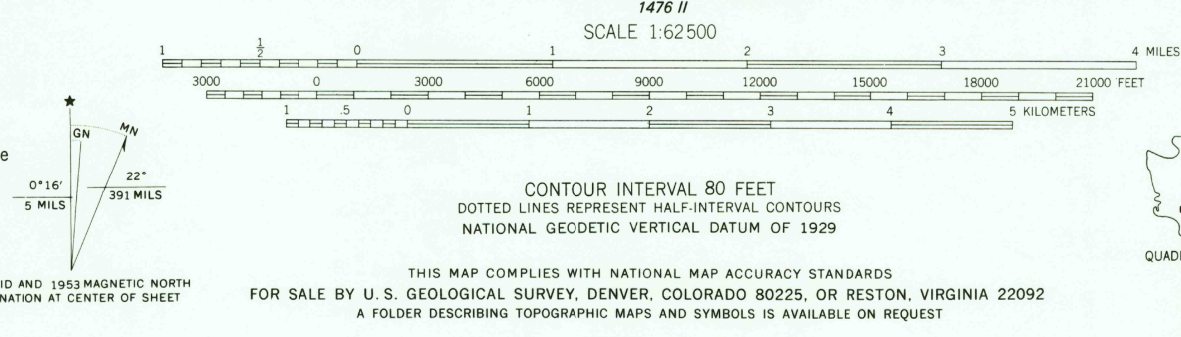 1476 II
SCALE 1:62500
1 ½ 0 1 2 3 4 MILES
3000 0 3000 6000 9000 12000 15000 18000 21000 FEET
1 .5 0 1 2 3 4 5 KILOMETERS
★
GN MN
0°16' 22°
5 MILS 391 MILS
CONTOUR INTERVAL 80 FEET
DOTTED LINES REPRESENT HALF-INTERVAL CONTOURS
NATIONAL GEODETIC VERTICAL DATUM OF 1929
ID AND 1953 MAGNETIC NORTH
NATION AT CENTER OF SHEET
THIS MAP COMPLIES WITH NATIONAL MAP ACCURACY STANDARDS
FOR SALE BY U. S. GEOLOGICAL SURVEY, DENVER, COLORADO 80225, OR RESTON, VIRGINIA 22092
A FOLDER DESCRIBING TOPOGRAPHIC MAPS AND SYMBOLS IS AVAILABLE ON REQUEST
e
QUADR